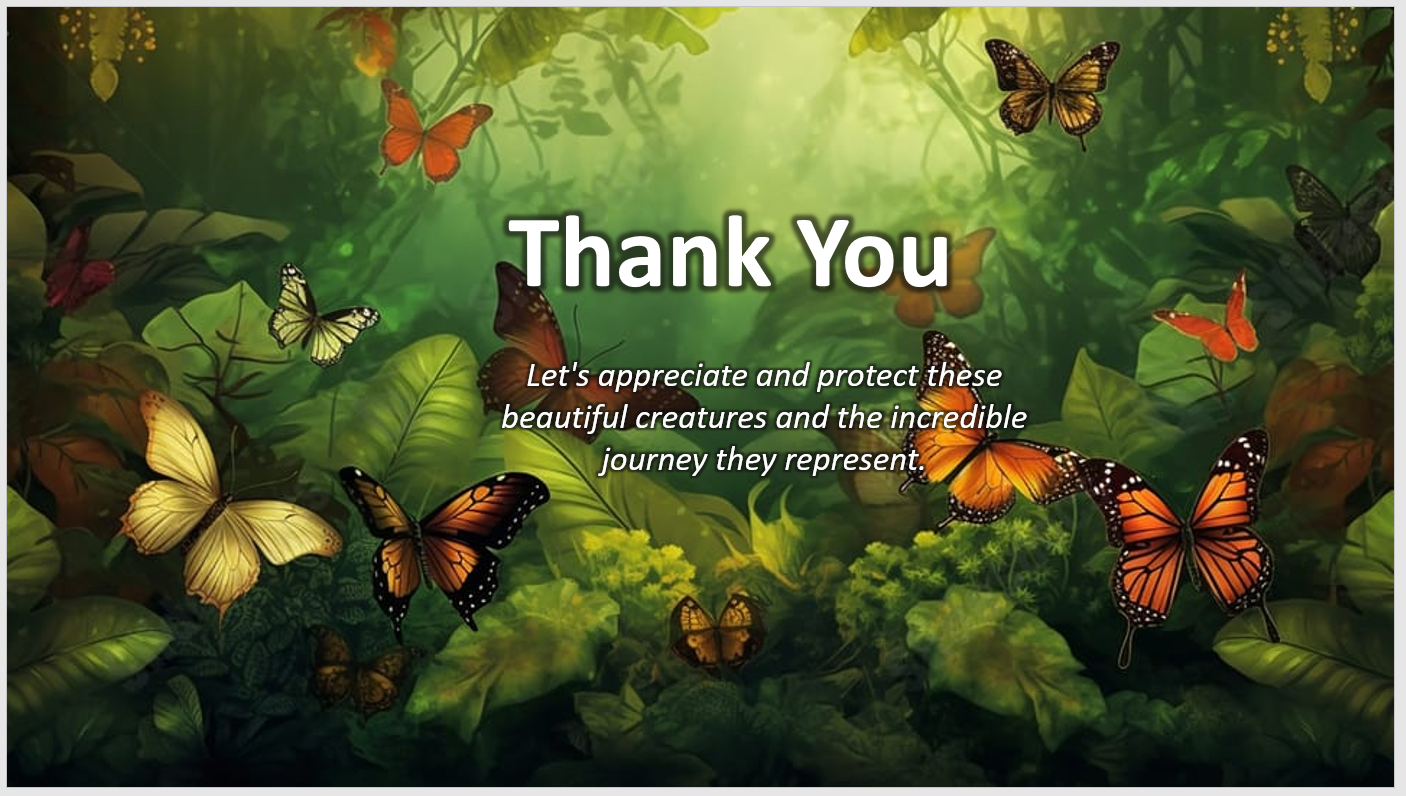 Thank You
Let's appreciate and protect these
beautiful creatures and the incredible
journey they represent.